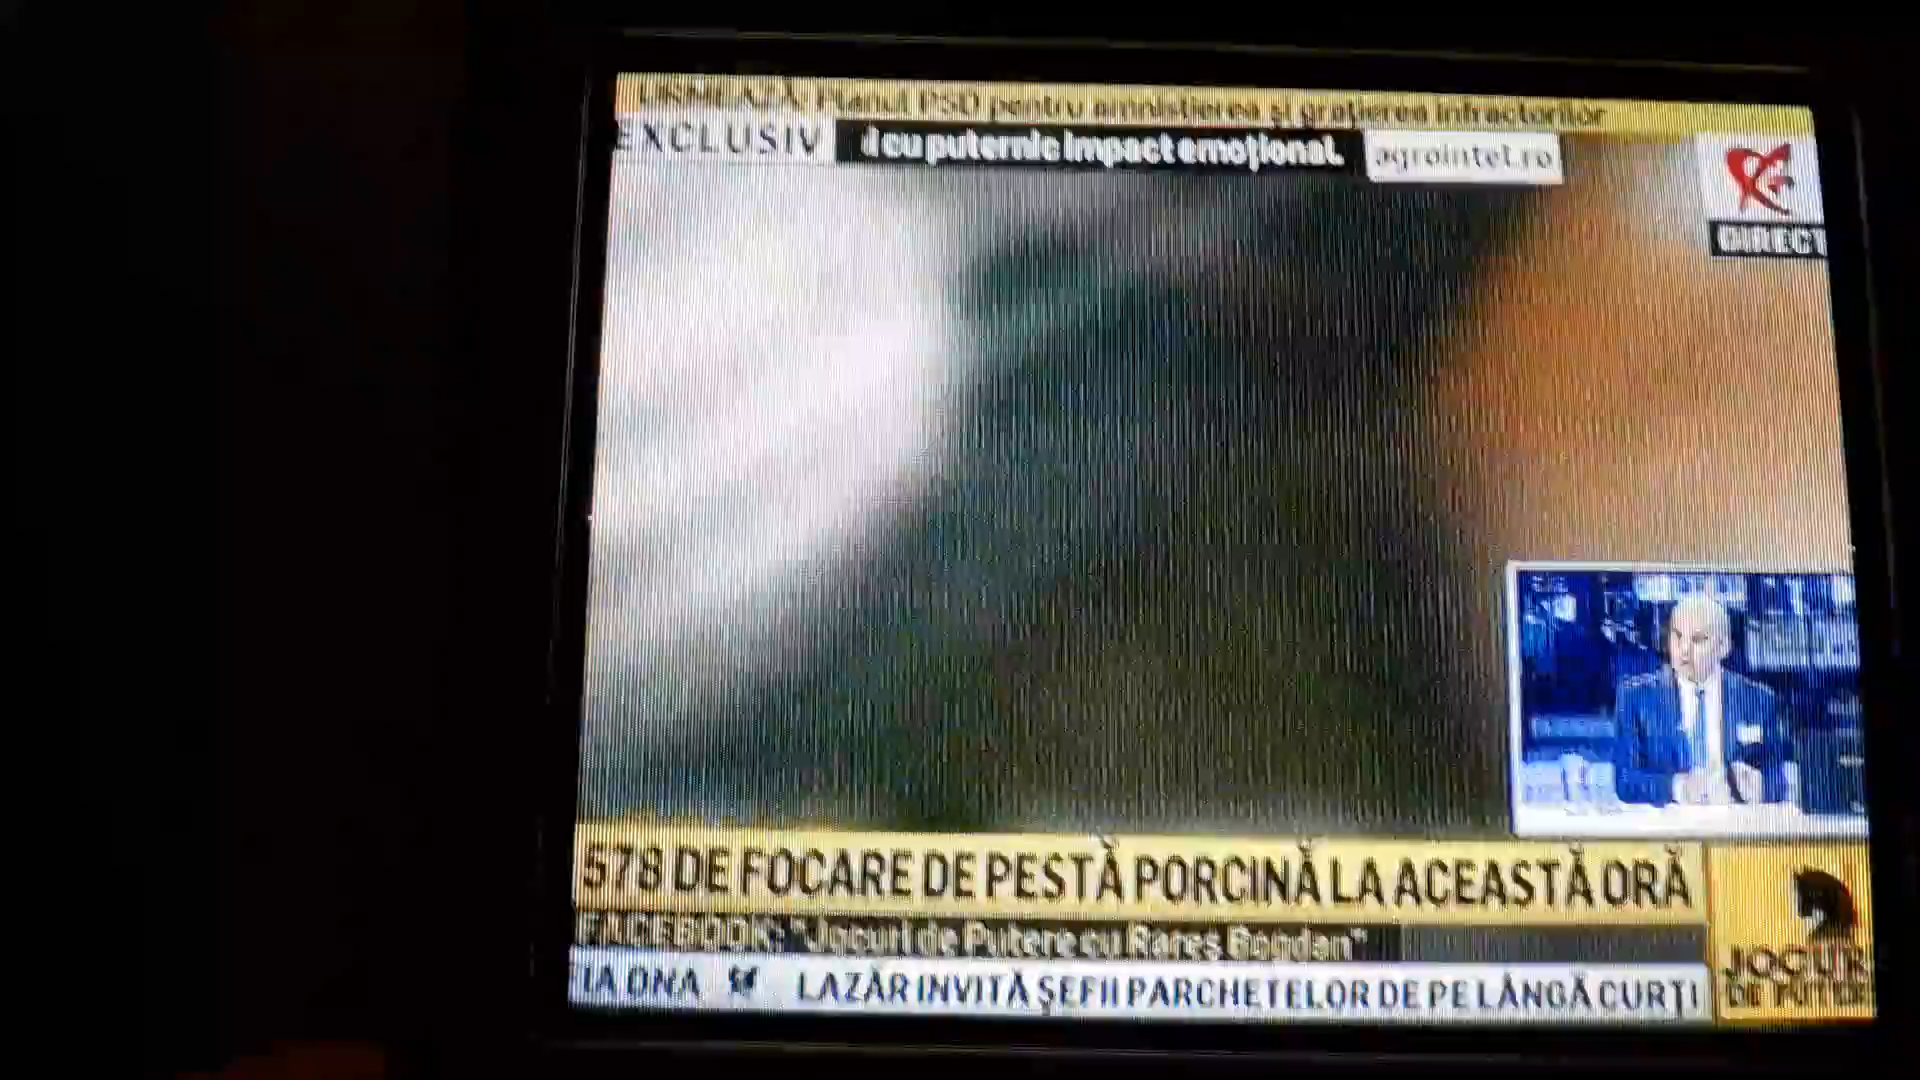 URMEAZĂ: Planul PSD pentru amnistierea și grațierea infractorilor
EXCLUSIV
i cu puternic impact emoțional.
agrointel.ro
DIRECT
578 DE FOCARE DE PESTĂ PORCINĂ LA ACEASTĂ ORĂ
FACEBOOK: "Jocuri de Putere cu Rareș Bogdan"
IA DNA
LAZĂR INVITĂ ȘEFII PARCHETELOR DE PE LÂNGĂ CURȚI
JOCURI
DE PUTERE